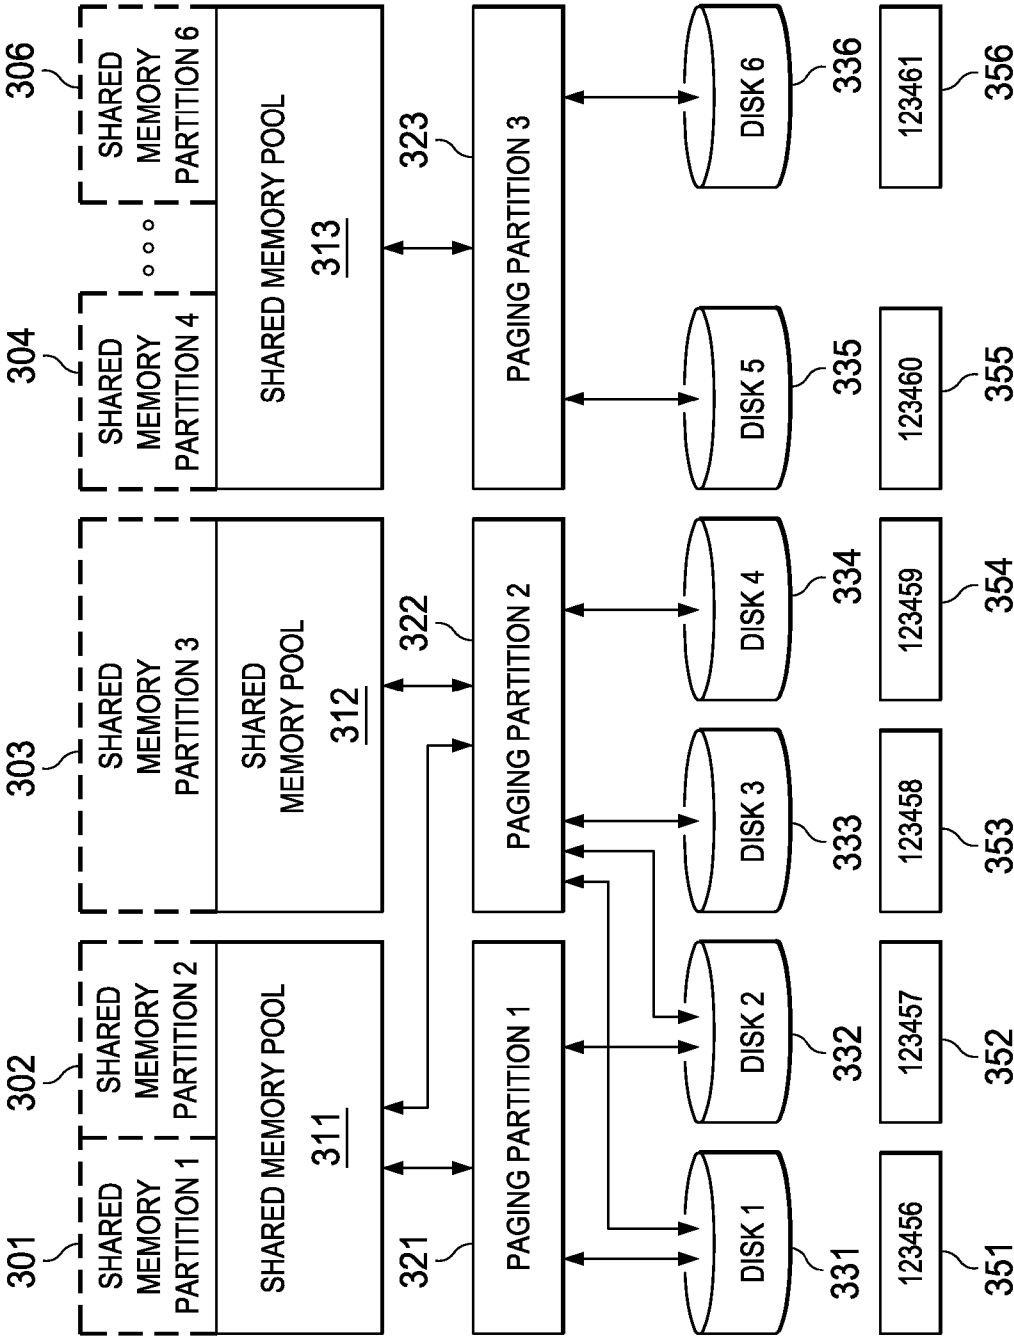 301
302
303
304
306
SHARED
MEMORY
PARTITION 1
SHARED
MEMORY
PARTITION 2
SHARED
MEMORY
PARTITION 3
SHARED
MEMORY
PARTITION 4
SHARED
MEMORY
PARTITION 6
SHARED MEMORY POOL
311
SHARED
MEMORY POOL
312
SHARED MEMORY POOL
313
321
322
323
PAGING PARTITION 1
PAGING PARTITION 2
PAGING PARTITION 3
DISK 1
DISK 2
DISK 3
DISK 4
DISK 5
DISK 6
331
332
333
334
335
336
123456
123457
123458
123459
123460
123461
351
352
353
354
355
356